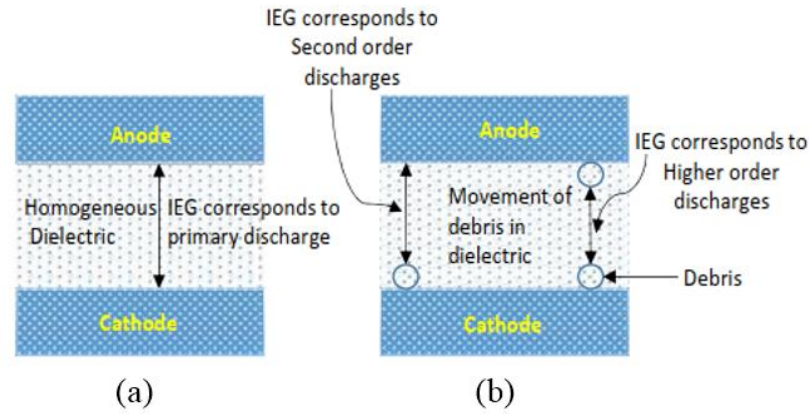 Anode
Homogeneous
Dielectric
IEG corresponds to
primary discharge
Cathode
(a)
IEG corresponds to
Second order
discharges
Anode
Movement of
debris in
dielectric
IEG corresponds to
Higher order
discharges
Debris
Cathode
(b)